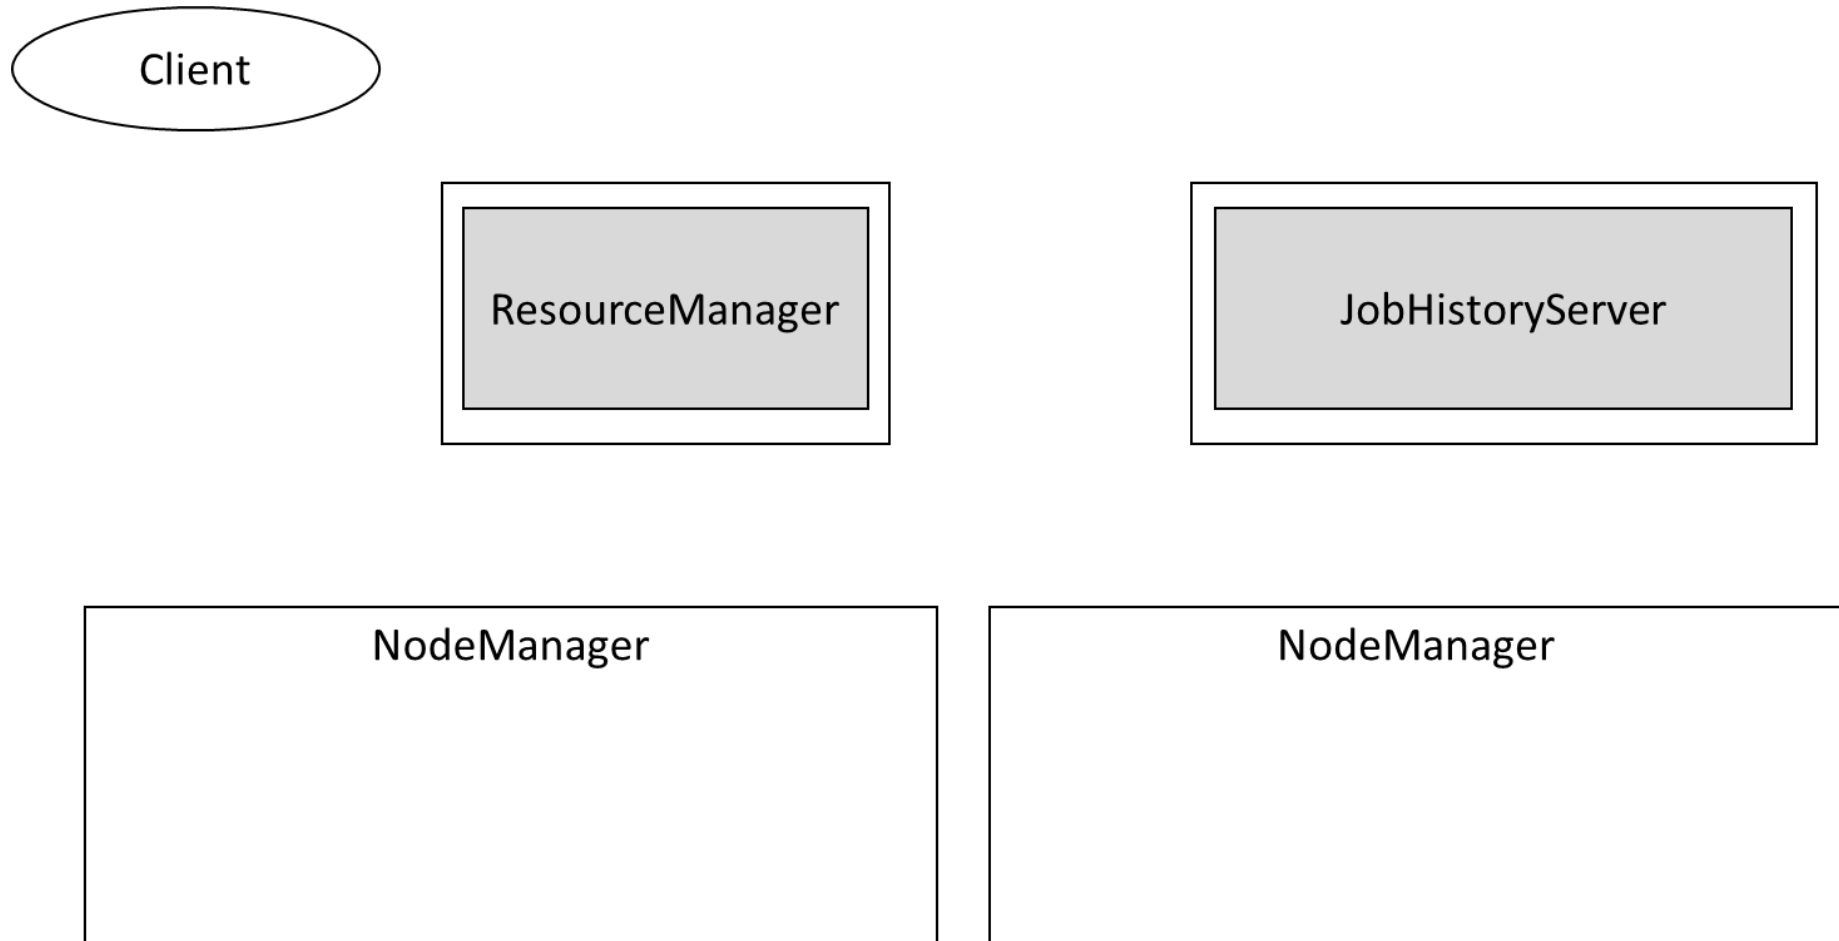 Client
ResourceManager
JobHistoryServer
NodeManager
NodeManager